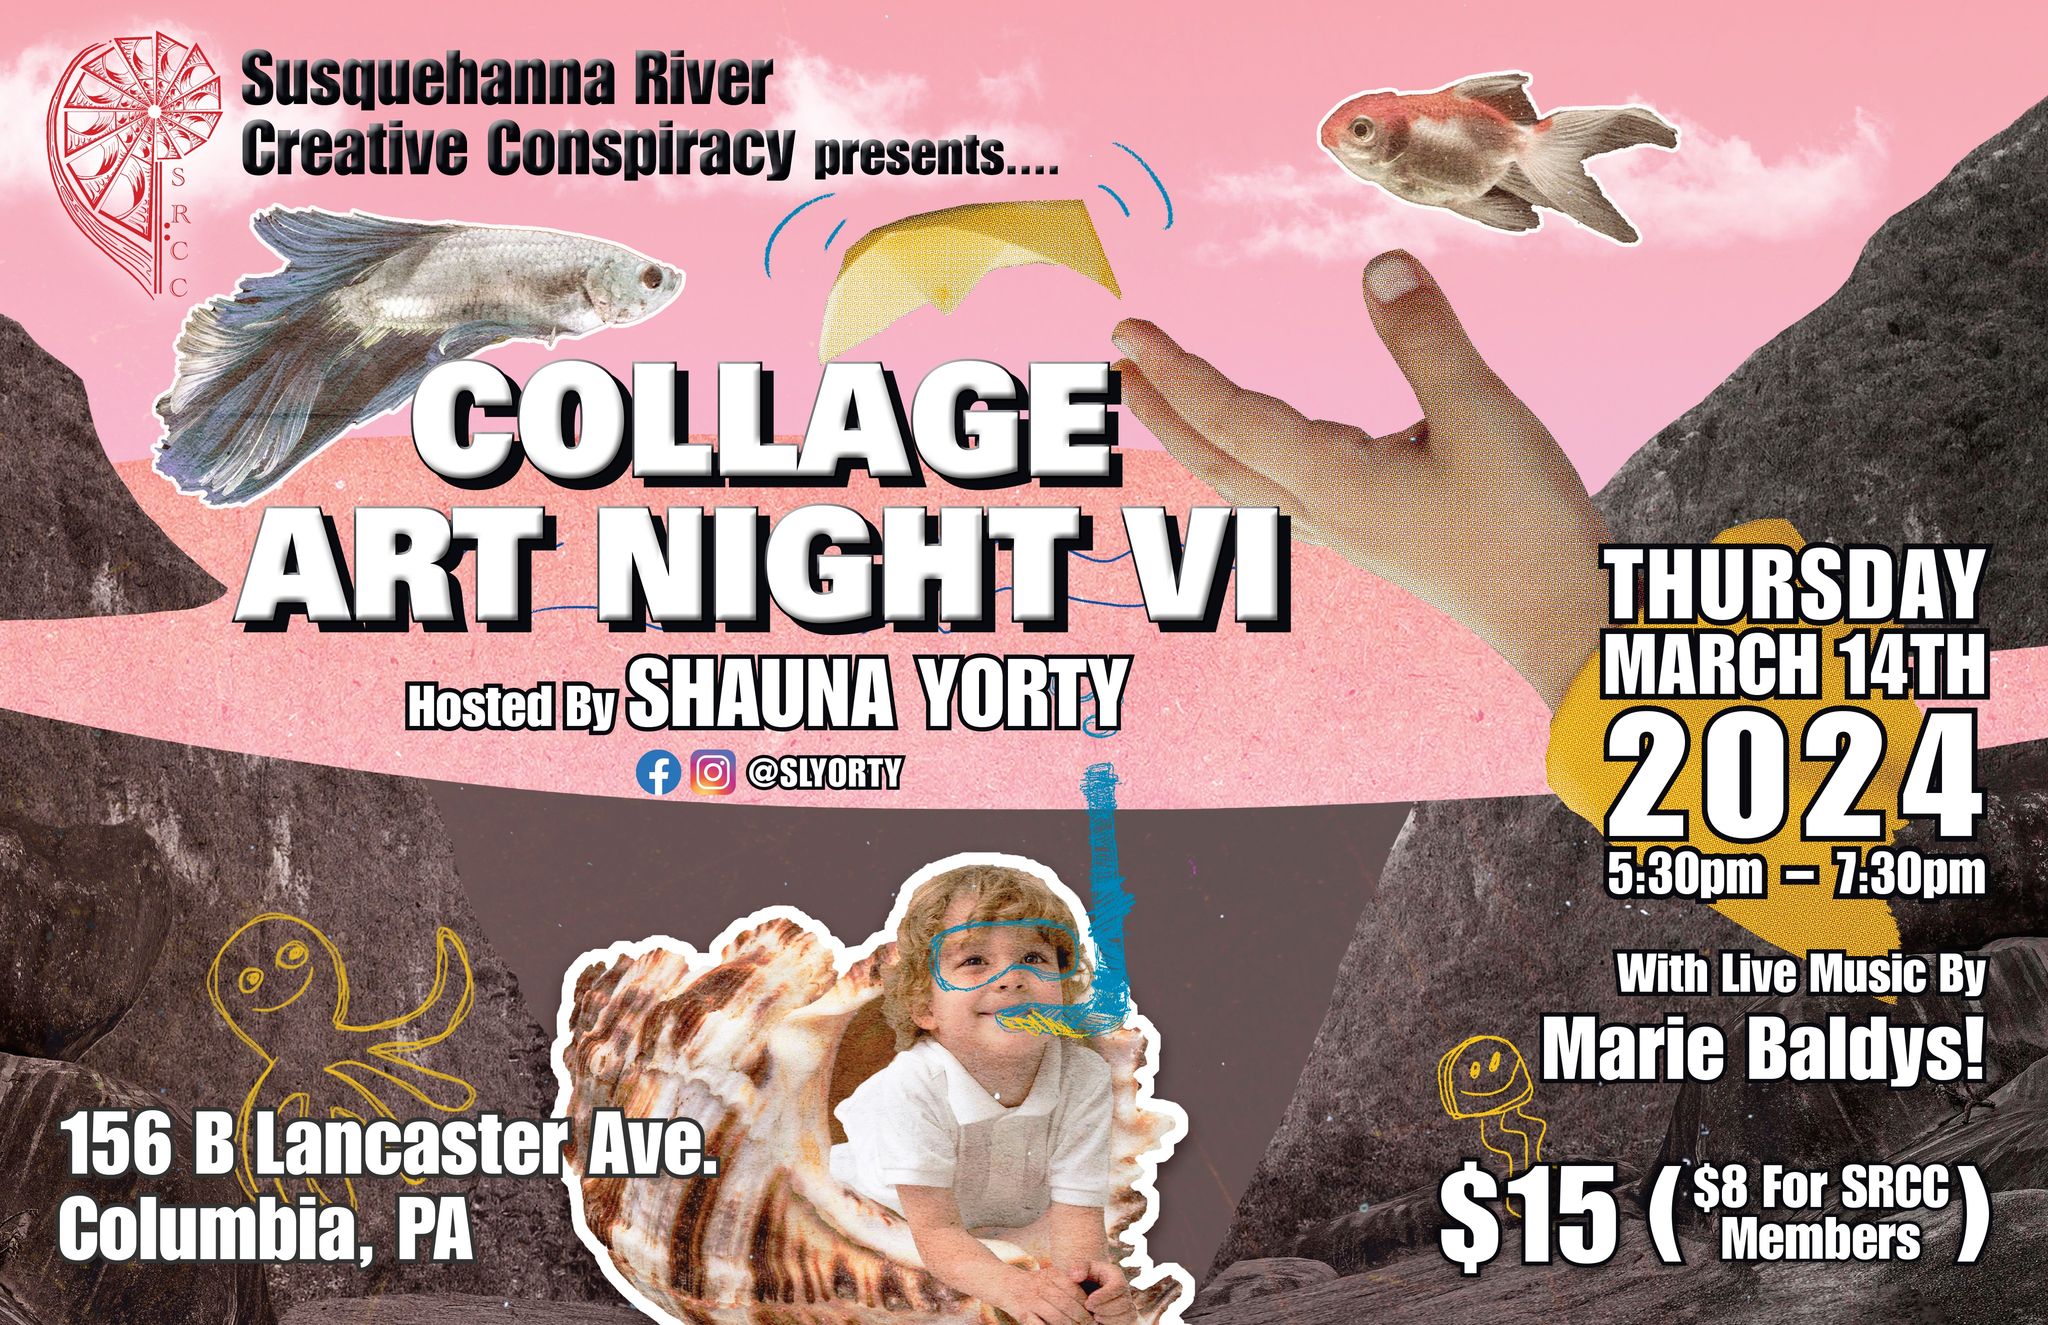 Susquehanna River
Creative Conspiracy presents....
S
R
C
C
COLLAGE
ART NIGHT VI
Hosted By SHAUNA YORTY
@SLYORTY
THURSDAY
MARCH 14TH
2024
5:30pm – 7:30pm
With Live Music By
Marie Baldys!
156 B Lancaster Ave.
Columbia, PA
$15 ( $8 For SRCC
Members )